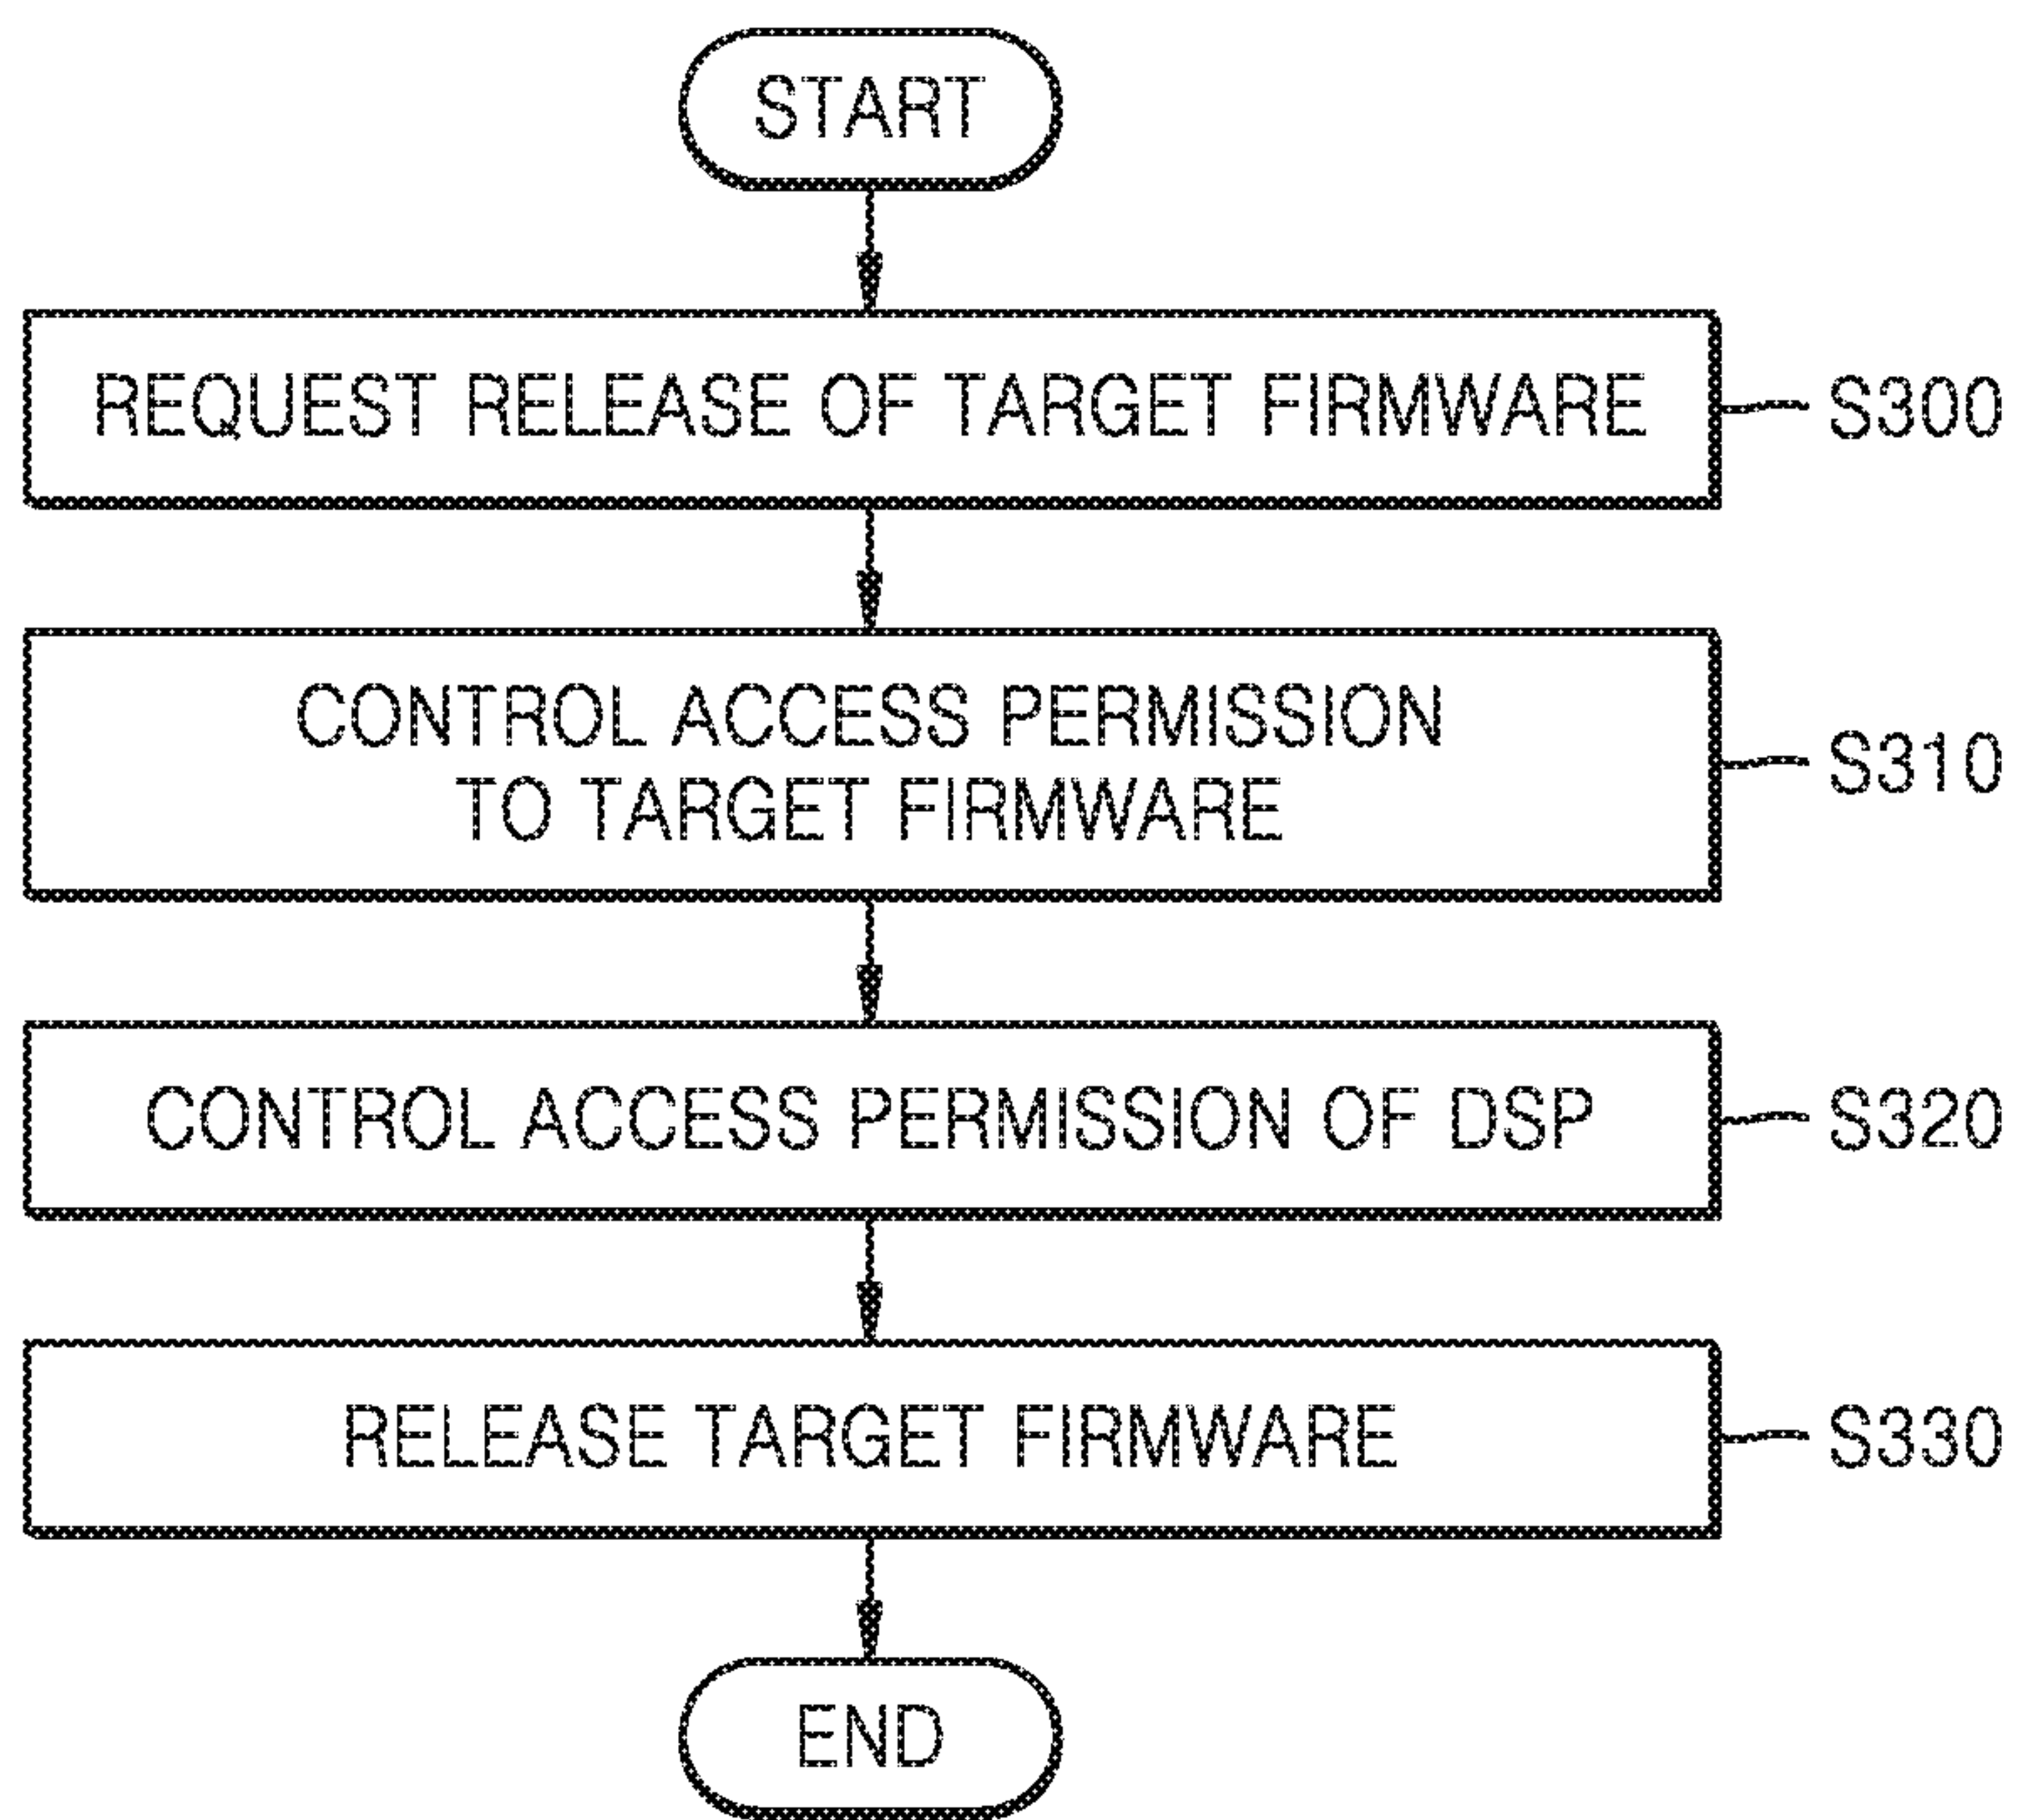 START
REQUEST RELEASE OF TARGET FIRMWARE
S300
CONTROL ACCESS PERMISSION
TO TARGET FIRMWARE
S310
CONTROL ACCESS PERMISSION OF DSP
S320
RELEASE TARGET FIRMWARE
S330
END